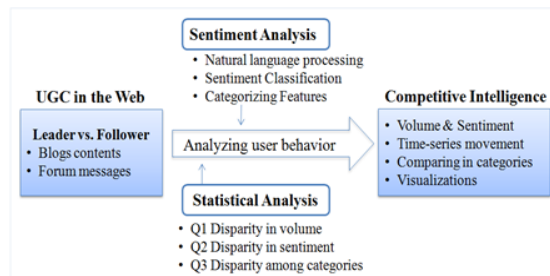 Sentiment Analysis
• Natural language processing
• Sentiment Classification
• Categorizing Features
UGC in the Web
Leader vs. Follower
• Blogs contents
• Forum messages
Analyzing user behavior
Competitive Intelligence
• Volume & Sentiment
• Time-series movement
• Comparing in categories
• Visualizations
Statistical Analysis
• Q1 Disparity in volume
• Q2 Disparity in sentiment
• Q3 Disparity among categories